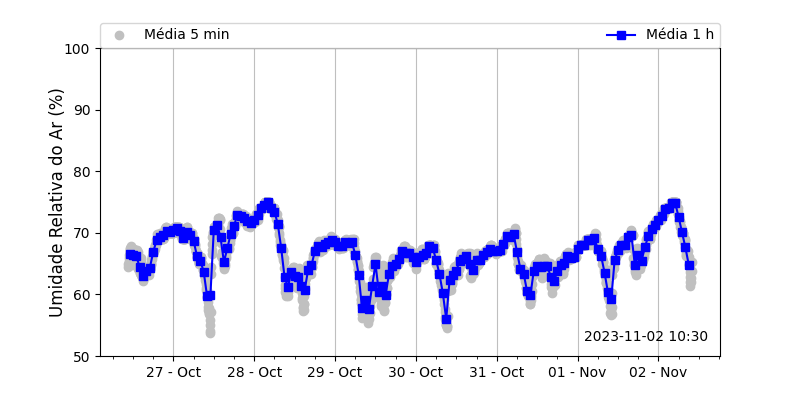 Média 5 min Média 1 h
100
90
80
70
60
50
Umidade Relativa do Ar (%)
2023-11-02 10:30
27 - Oct 28 - Oct 29 - Oct 30 - Oct 31 - Oct 01 - Nov 02 - Nov